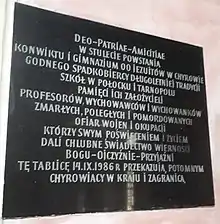 DEO-PATRIAE-AMICITIAE
W STULECIE POWSTANIA
KONWIKTU I GIMNAZJUM OO JEZUITÓW W CHYROWIE
GODNEGO SPADKOBIERCY DŁUGOLETNIEJ TRADYCJI
SZKÓŁ W POŁOCKU I TARNOPOLU
PAMIĘCI ICH ZAŁOŻYCIELI
PROFESORÓW, WYCHOWAWCÓW I WYCHOWANKÓW
ZMARŁYCH, POLEGŁYCH I POMORDOWANYCH
OFIAR WOJEN I OKUPACJI
KTÓRZY SWYM POŚWIĘCENIEM I ŻYCIEM
DALI CHLUBNE ŚWIADECTWO WIERNOŚCI
BOGU-OJCZYŹNIE-PRZYJAŹNI
TĘ TABLICĘ 14.IX.1986 R. PRZEKAZUJĄ POTOMNYM
CHYROWIACY W KRAJU I ZAGRANICĄ